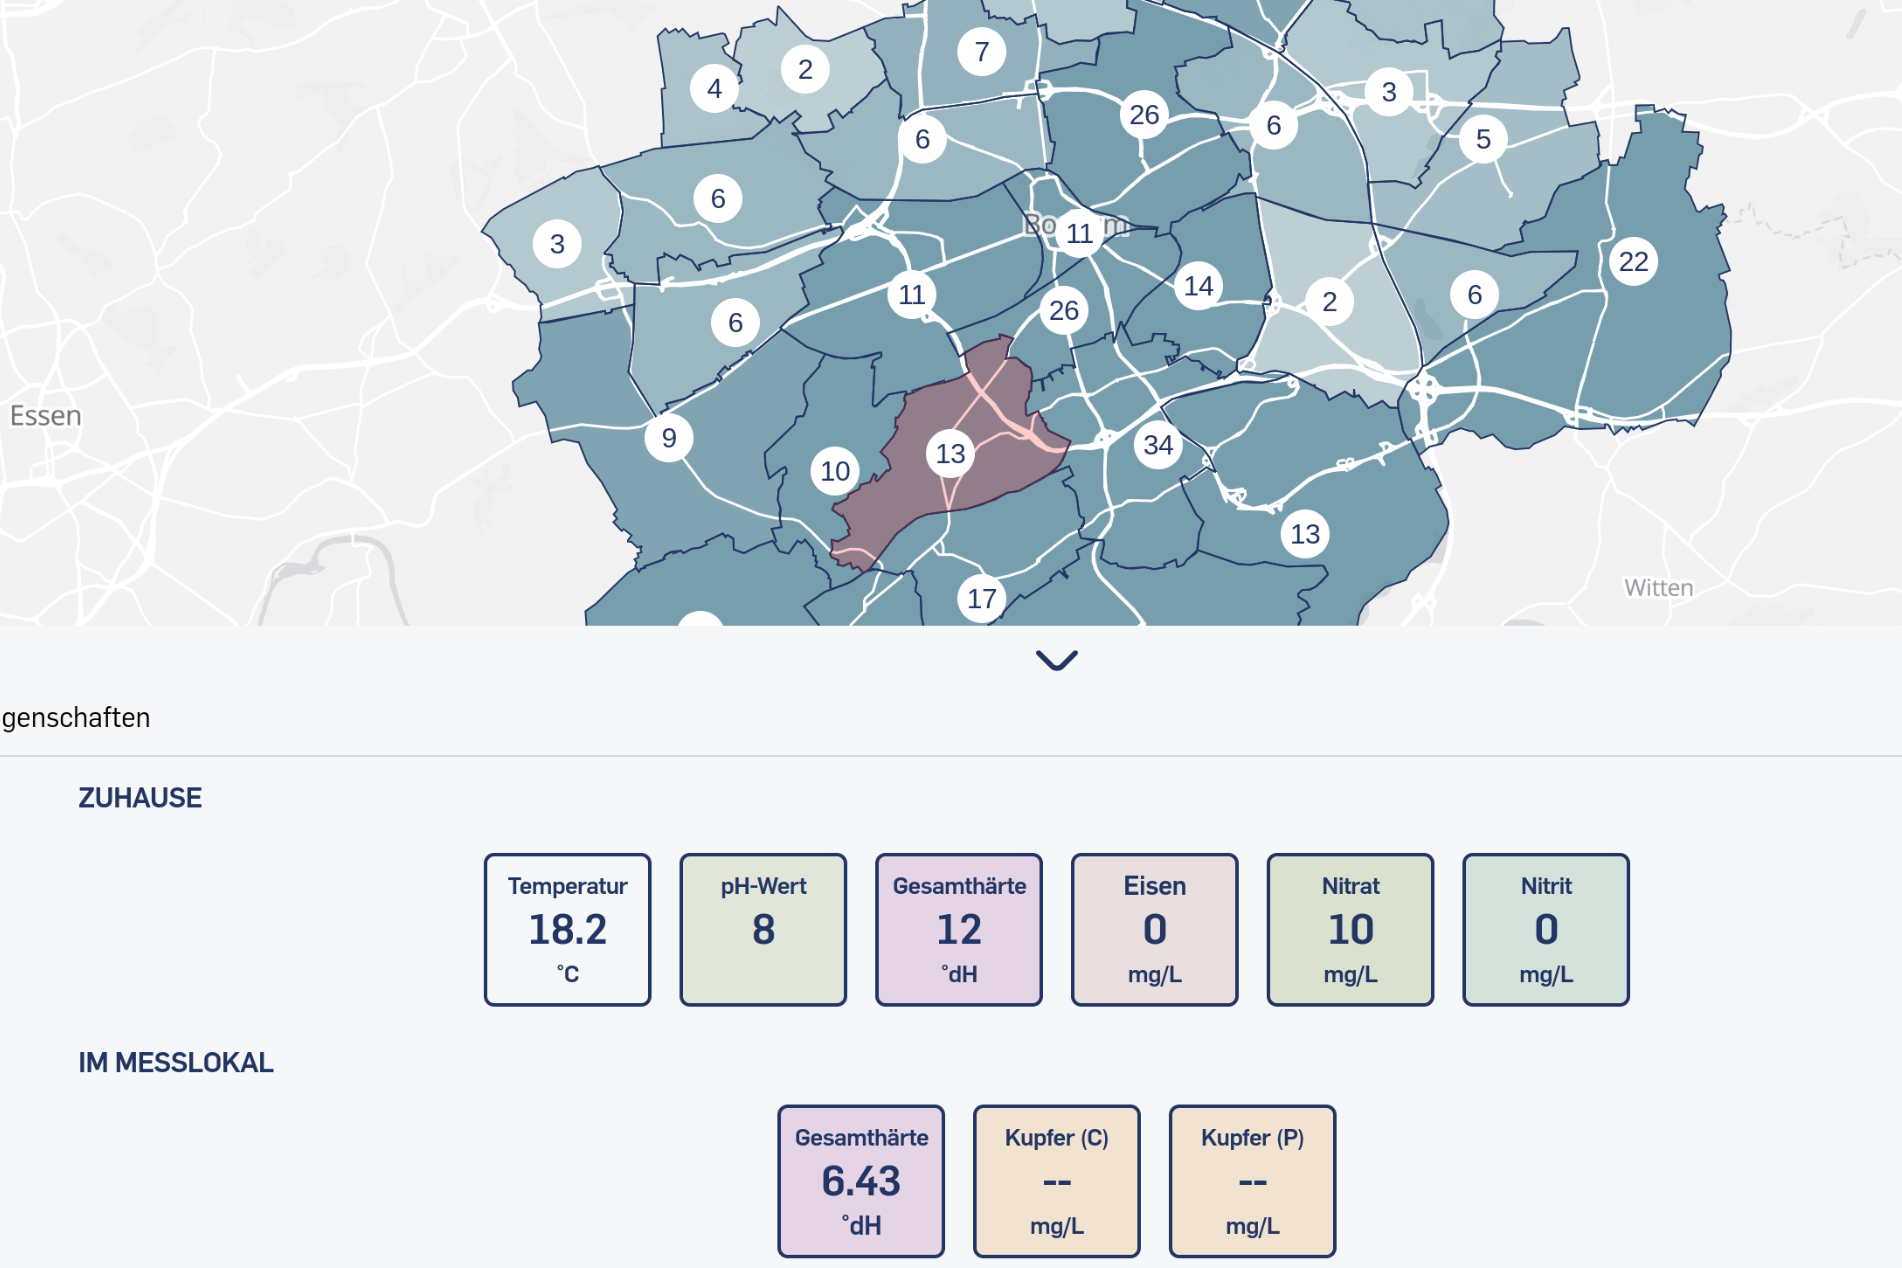 7
2
4
3
26
6
6
5
6
3
Bo m
11
22
14
6
2
11
26
6
Essen
9
34
13
10
13
Witten
17
genschaften
ZUHAUSE
Temperatur
18.2
°C
pH-Wert
8
Gesamthärte
12
°dH
Eisen
0
mg/L
Nitrat
10
mg/L
Nitrit
0
mg/L
IM MESSLOKAL
Gesamthärte
6.43
°dH
Kupfer (C)
--
mg/L
Kupfer (P)
--
mg/L